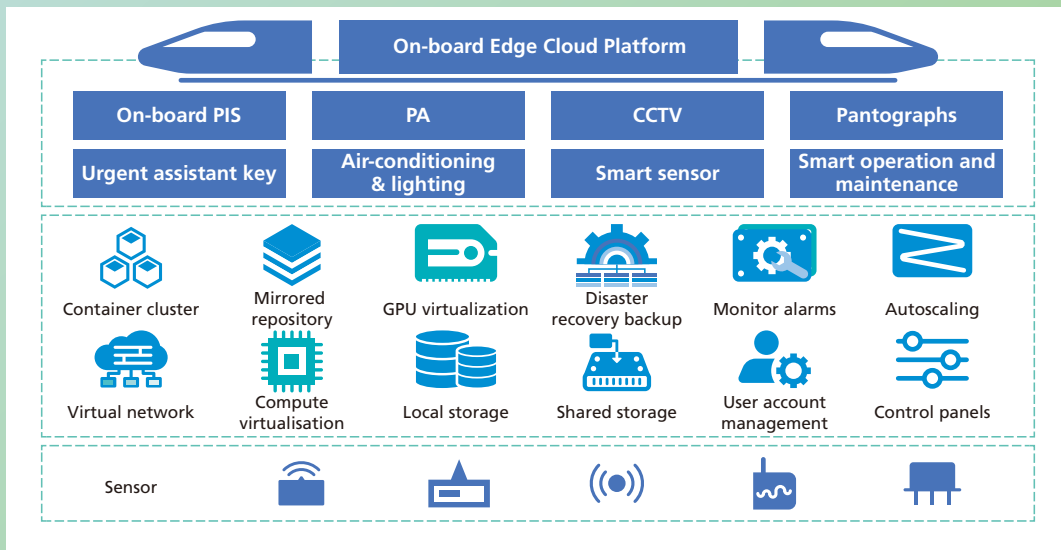 On-board Edge Cloud Platform
On-board PIS
PA
CCTV
Pantographs
Urgent assistant key
Air-conditioning
& lighting
Smart sensor
Smart operation and
maintenance
Container cluster
Mirrored
repository
GPU virtualization
Disaster
recovery backup
Monitor alarms
Autoscaling
Virtual network
Compute
virtualisation
Local storage
Shared storage
User account
management
Control panels
Sensor